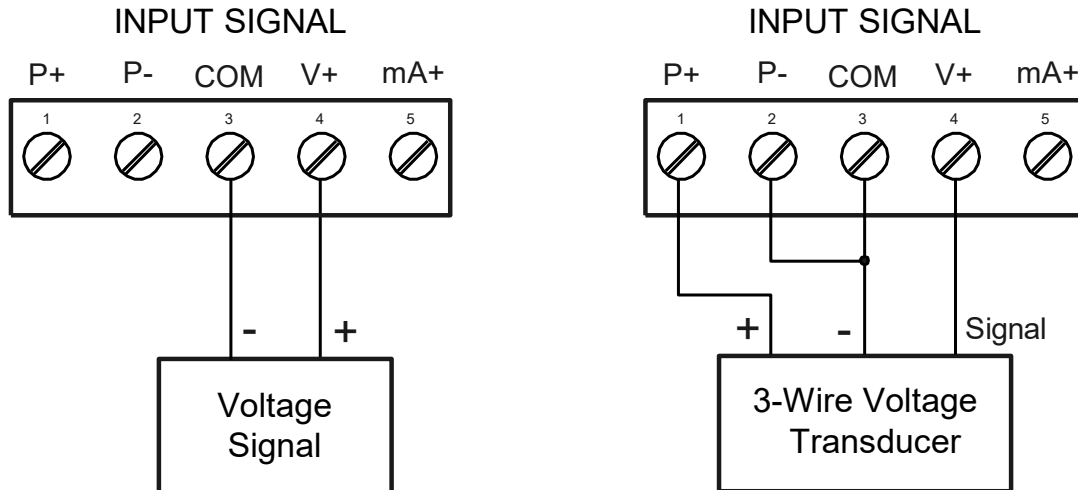 INPUT SIGNAL
P+ P- COM V+ mA+
1 2 3 4 5
- +
Voltage
Signal
INPUT SIGNAL
P+ P- COM V+ mA+
1 2 3 4 5
+ - Signal
3-Wire Voltage
Transducer